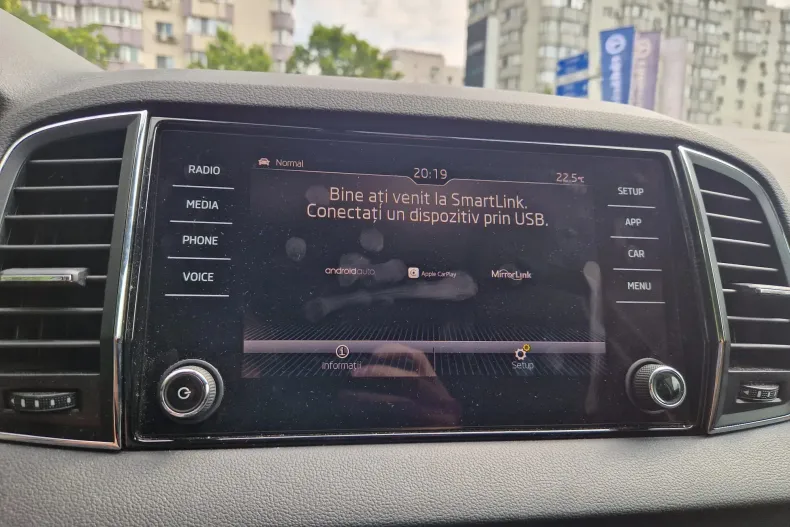 Normal
20:19
22.5°C
RADIO
MEDIA
PHONE
VOICE
Bine ați venit la SmartLink.
Conectați un dispozitiv prin USB.
androidauto
Apple CarPlay
MirrorLink
SETUP
APP
CAR
MENU
Informații
Setup